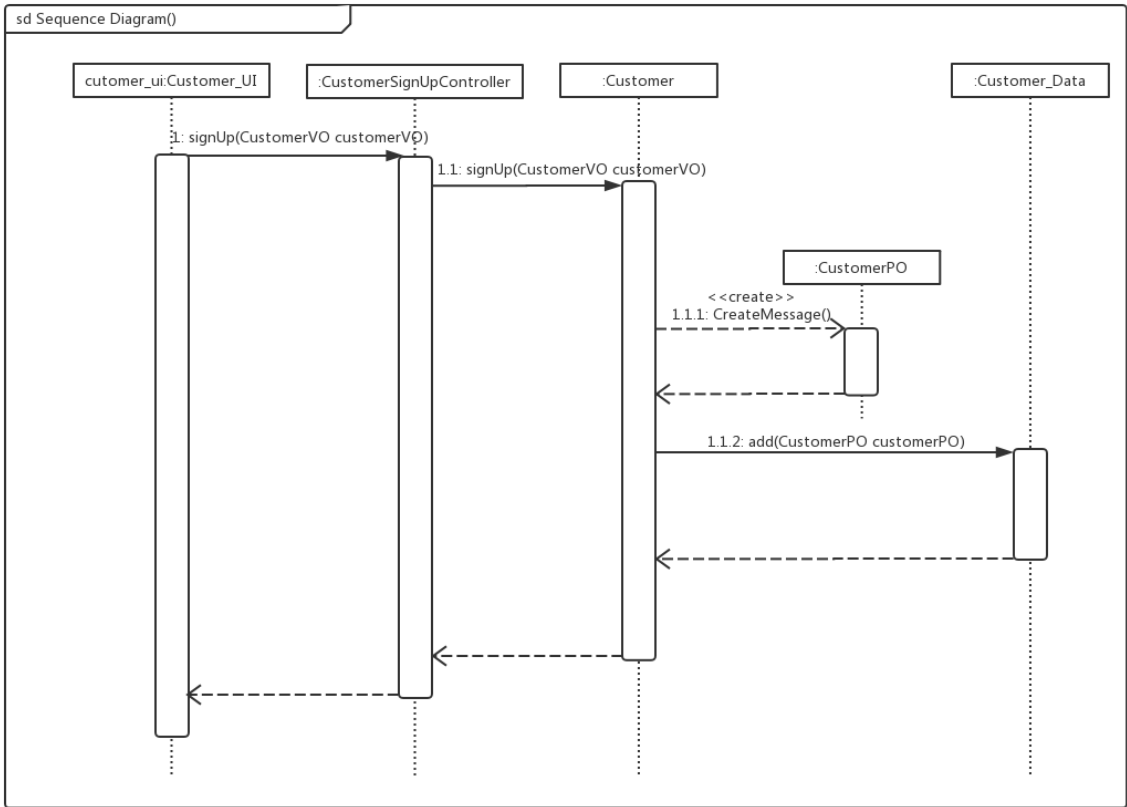 sd Sequence Diagram()
cutomer_ui:Customer_UI
:CustomerSignUpController
:Customer
:Customer_Data
1: signUp(CustomerVO customerVO)
1.1: signUp(CustomerVO customerVO)
:CustomerPO
<<create>>
1.1.1: CreateMessage()
1.1.2: add(CustomerPO customerPO)